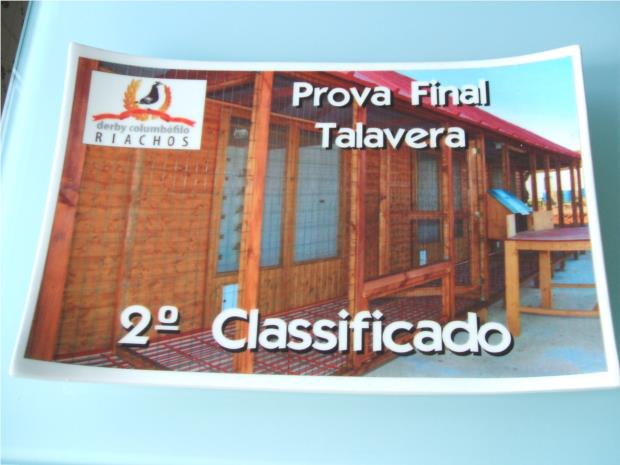 derby columbófilo
RIACHOS
Prova Final
Talavera
2º Classificado